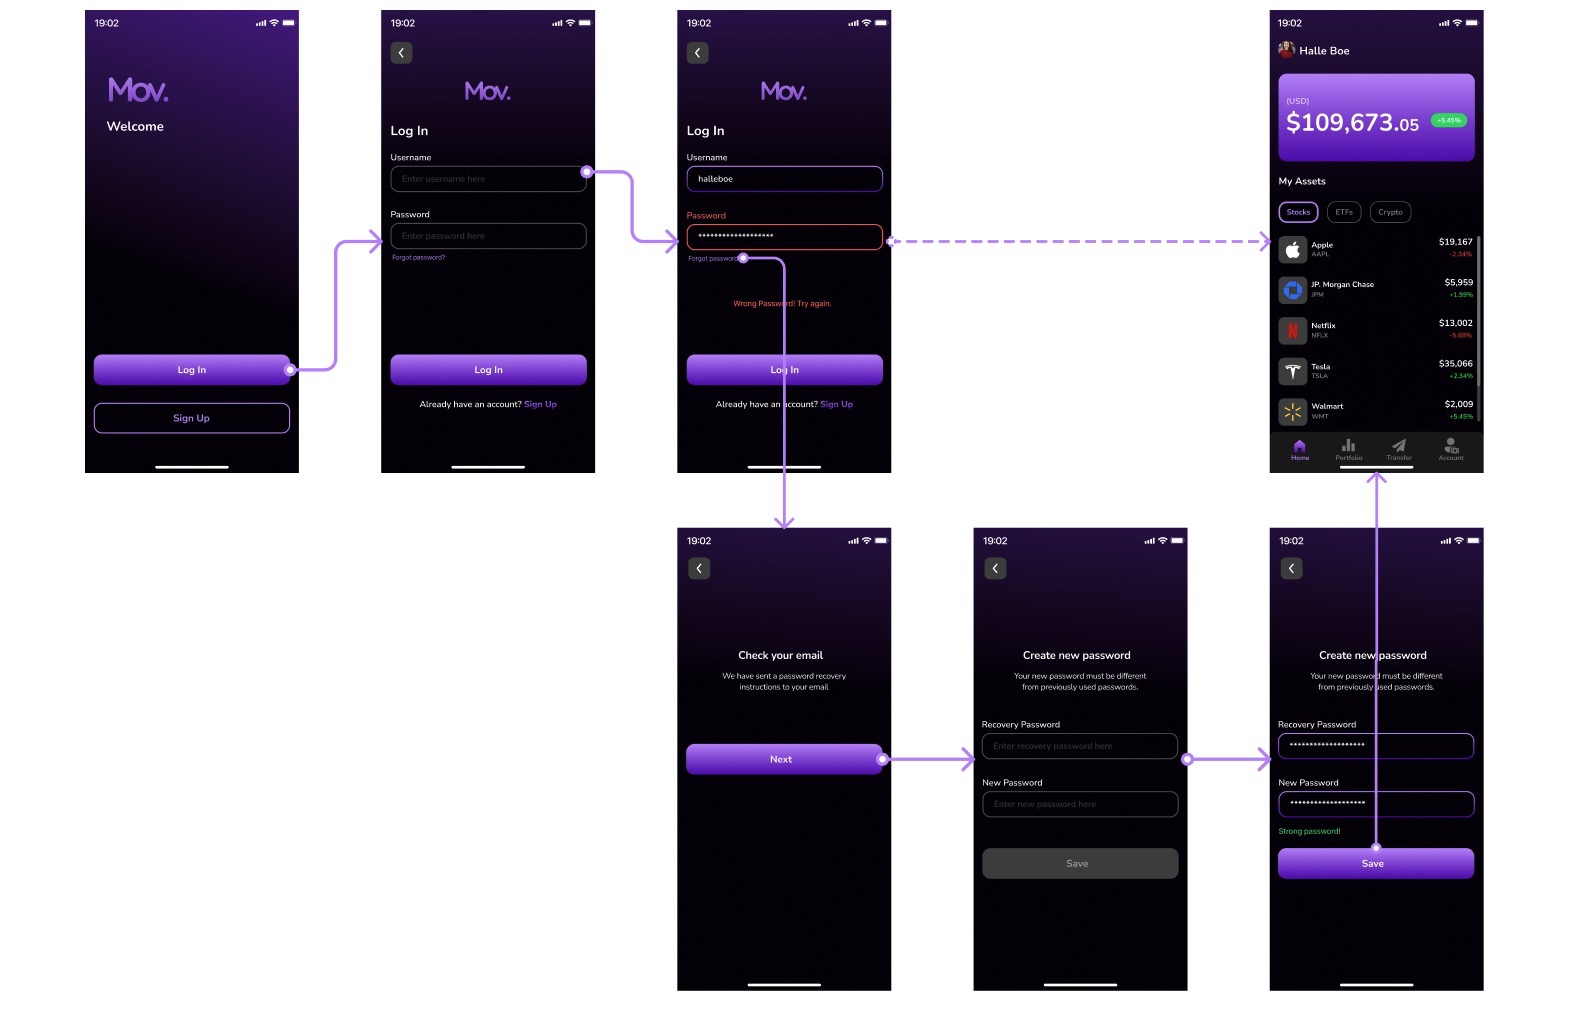 19:02
Mov.
Welcome
Log In
Sign Up
19:02
Mov.
Log In
Username
Enter username here
Password
Enter password here
Forgot password?
Log In
Already have an account? Sign Up
19:02
Mov.
Log In
Username
halleboe
Password
*******************
Forgot password
Wrong Password! Try again.
Log In
Already have an account? Sign Up
19:02
Halle Boe
(USD)
$109,673.05
+5.45%
My Assets
Stocks
ETFs
Crypto
Apple
$19,167
AAPL
-2.34%
JP. Morgan Chase
$5,959
JPM
+1.99%
Netflix
$13,002
NFLX
-5.68%
Tesla
$35,066
TSLA
+2.34%
Walmart
$2,009
WMT
+5.45%
Home
Portfolio
Transfer
Account
19:02
Check your email
We have sent a password recovery
instructions to your email
Next
19:02
Create new password
Your new password must be different
from previously used passwords.
Recovery Password
Enter recovery password here
New Password
Enter new password here
Save
19:02
Create new password
Your new password must be different
from previously used passwords.
Recovery Password
*******************
New Password
*******************
Strong password!
Save